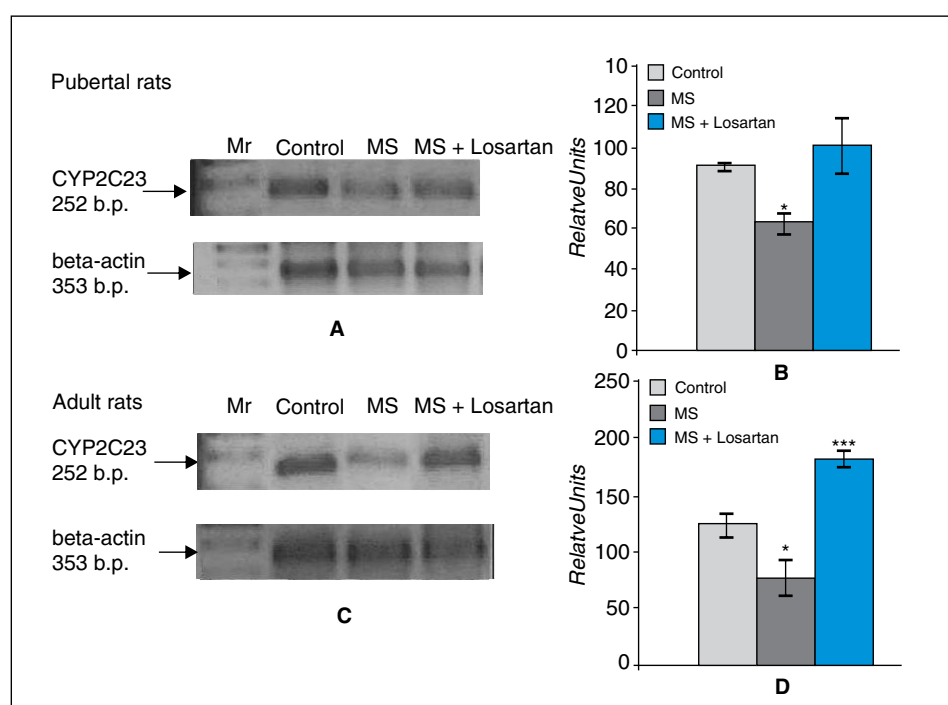 Pubertal rats
Mr Control MS MS + Losartan
CYP2C23
252 b.p.
beta-actin
353 b.p.
A
10
120
100
80
60
40
20
0
RelatveUnits
Control
MS
MS + Losartan
*
B
Adult rats
Mr Control MS MS + Losartan
CYP2C23
252 b.p.
beta-actin
353 b.p.
C
250
200
150
100
50
0
RelatveUnits
Control
MS
MS + Losartan
*
***
D